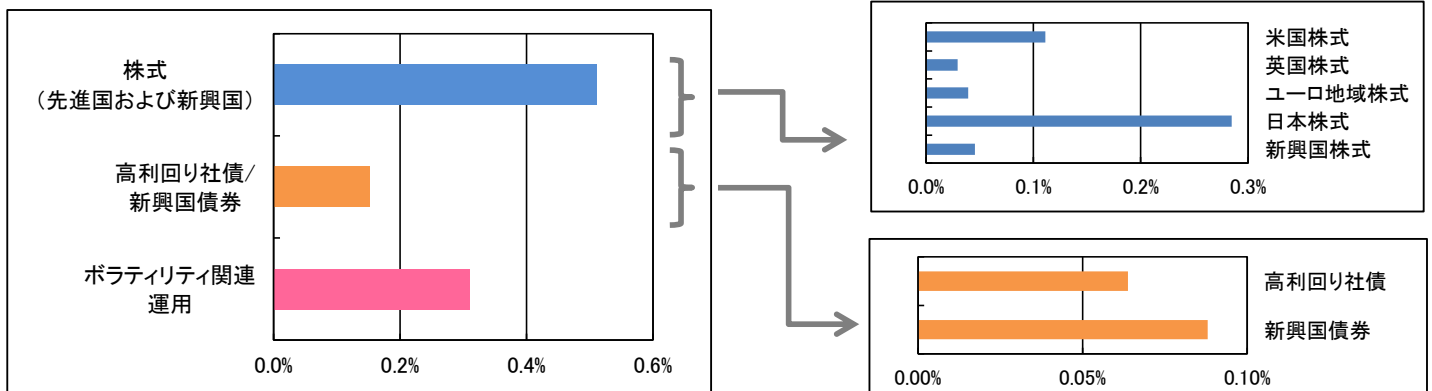 株式
（先進国および新興国）
高利回り社債/
新興国債券
ボラティリティ関連
運用
0.0%
0.2%
0.4%
0.6%
米国株式
英国株式
ユーロ地域株式
日本株式
新興国株式
0.0%
0.1%
0.2%
0.3%
高利回り社債
新興国債券
0.00%
0.05%
0.10%